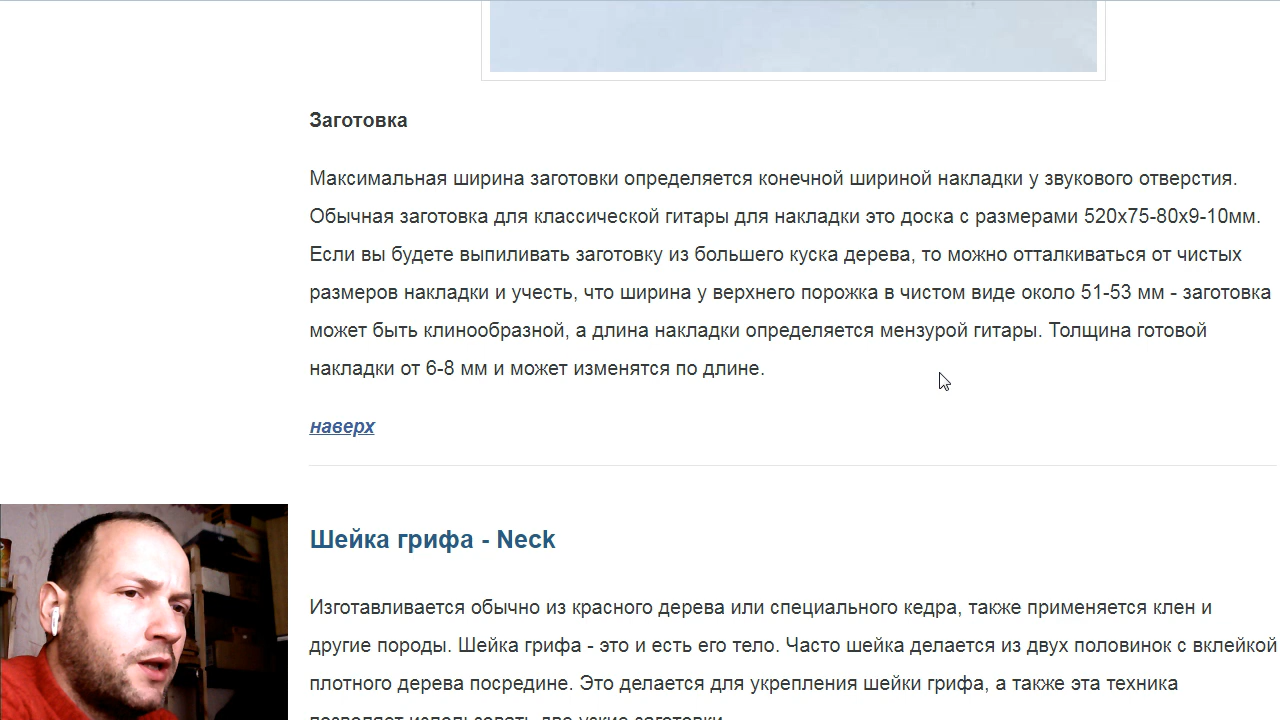 Заготовка
Максимальная ширина заготовки определяется конечной шириной накладки у звукового отверстия.
Обычная заготовка для классической гитары для накладки это доска с размерами 520х75-80х9-10мм.
Если вы будете выпиливать заготовку из большего куска дерева, то можно отталкиваться от чистых
размеров накладки и учесть, что ширина у верхнего порожка в чистом виде около 51-53 мм - заготовка
может быть клинообразной, а длина накладки определяется мензурой гитары. Толщина готовой
накладки от 6-8 мм и может изменятся по длине.
наверх
Шейка грифа - Neck
Изготавливается обычно из красного дерева или специального кедра, также применяется клен и
другие породы. Шейка грифа - это и есть его тело. Часто шейка делается из двух половинок с вклейкой
плотного дерева посредине. Это делается для укрепления шейки грифа, а также эта техника
позволяет использовать две узкие заготовки.